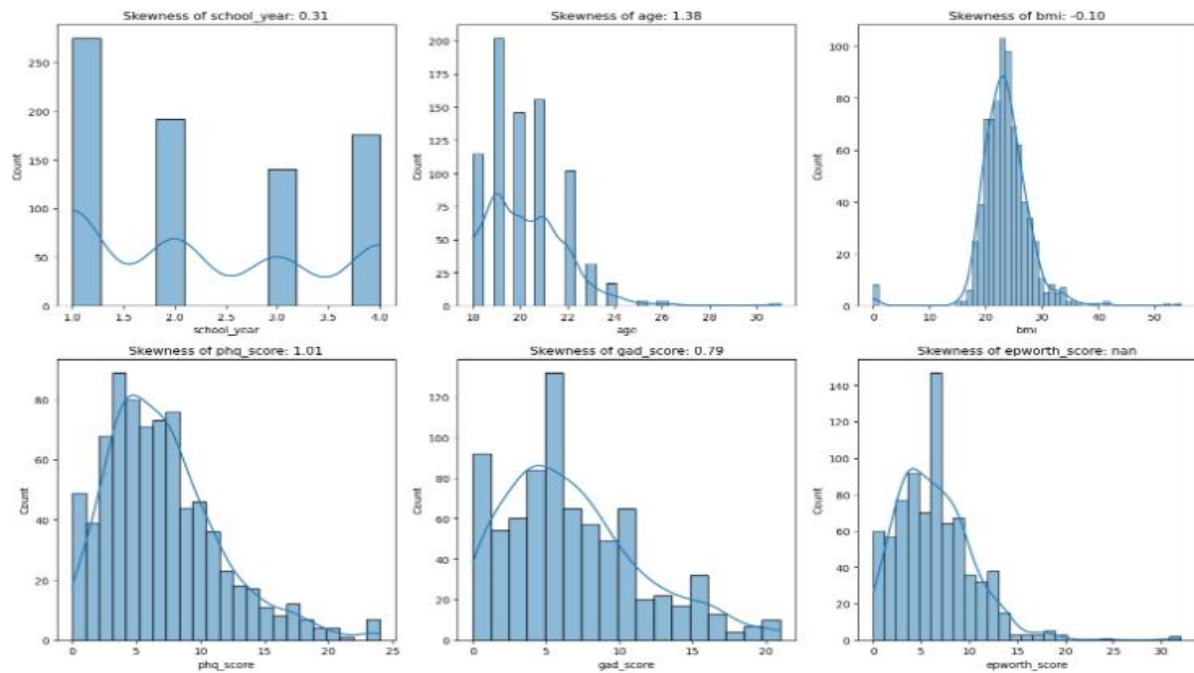 Skewness of school_year: 0.31
Count
250
200
150
100
50
0
1.0 1.5 2.0 2.5 3.0 3.5 4.0
school_year
Skewness of age: 1.38
Count
200
175
150
125
100
75
50
25
0
18 20 22 24 26 28 30
age
Skewness of bmi: -0.10
Count
100
80
60
40
20
0
0 10 20 30 40 50
bmi
Skewness of phq_score: 1.01
Count
80
60
40
20
0
0 5 10 15 20 25
phq_score
Skewness of gad_score: 0.79
Count
120
100
80
60
40
20
0
0 5 10 15 20
gad_score
Skewness of epworth_score: nan
Count
140
120
100
80
60
40
20
0
0 5 10 15 20 25 30
epworth_score